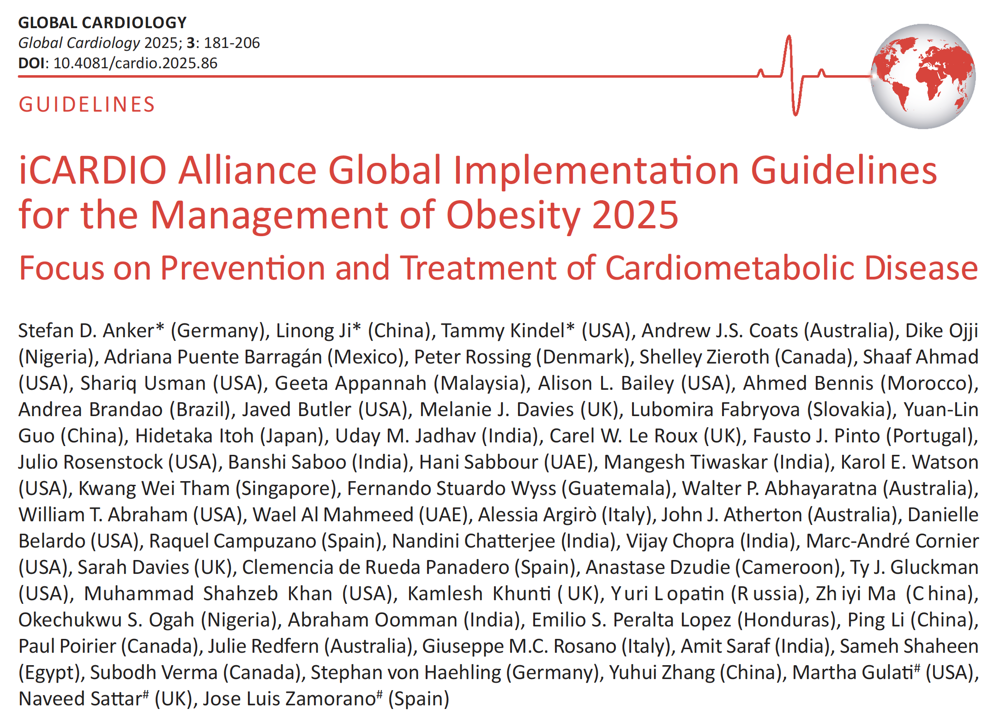 GLOBAL CARDIOLOGY
Global Cardiology 2025; 3: 181-206
DOI: 10.4081/cardio.2025.86
GUIDELINES
iCARDIO Alliance Global Implementation Guidelines
for the Management of Obesity 2025
Focus on Prevention and Treatment of Cardiometabolic Disease
Stefan D. Anker* (Germany), Linong Ji* (China), Tammy Kindel* (USA), Andrew J.S. Coats (Australia), Dike Ojji
(Nigeria), Adriana Puente Barragán (Mexico), Peter Rossing (Denmark), Shelley Zieroth (Canada), Shaaf Ahmad
(USA), Shariq Usman (USA), Geeta Appannah (Malaysia), Alison L. Bailey (USA), Ahmed Bennis (Morocco),
Andrea Brandao (Brazil), Javed Butler (USA), Melanie J. Davies (UK), Lubomira Fabryova (Slovakia), Yuan-Lin
Guo (China), Hidetaka Itoh (Japan), Uday M. Jadhav (India), Carel W. Le Roux (UK), Fausto J. Pinto (Portugal),
Julio Rosenstock (USA), Banshi Saboo (India), Hani Sabbour (UAE), Mangesh Tiwaskar (India), Karol E. Watson
(USA), Kwang Wei Tham (Singapore), Fernando Stuardo Wyss (Guatemala), Walter P. Abhayaratna (Australia),
William T. Abraham (USA), Wael Al Mahmeed (UAE), Alessia Argirò (Italy), John J. Atherton (Australia), Danielle
Belardo (USA), Raquel Campuzano (Spain), Nandini Chatterjee (India), Vijay Chopra (India), Marc-André Cornier
(USA), Sarah Davies (UK), Clemencia de Rueda Panadero (Spain), Anastase Dzudie (Cameroon), Ty J. Gluckman
(USA), Muhammad Shahzeb Khan (USA), Kamlesh Khunti ( UK), Y uri L opatin (R ussia), Zh iyi Ma (C hina),
Okechukwu S. Ogah (Nigeria), Abraham Oomman (India), Emilio S. Peralta Lopez (Honduras), Ping Li (China),
Paul Poirier (Canada), Julie Redfern (Australia), Giuseppe M.C. Rosano (Italy), Amit Saraf (India), Sameh Shaheen
(Egypt), Subodh Verma (Canada), Stephan von Haehling (Germany), Yuhui Zhang (China), Martha Gulati# (USA),
Naveed Sattar# (UK), Jose Luis Zamorano# (Spain)